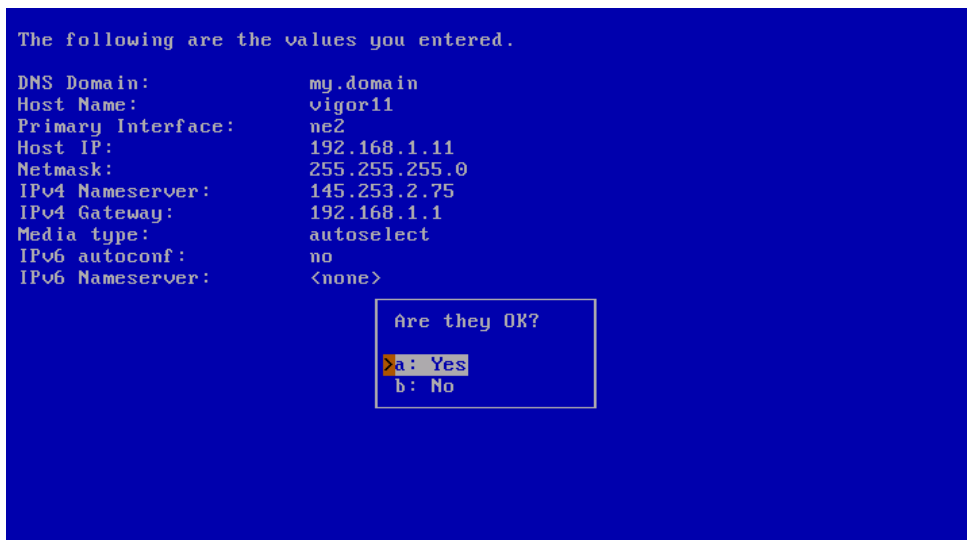 The following are the values you entered.
DNS Domain: my.domain
Host Name: vigor11
Primary Interface: ne2
Host IP: 192.168.1.11
Netmask: 255.255.255.0
IPv4 Nameserver: 145.253.2.75
IPv4 Gateway: 192.168.1.1
Media type: autoselect
IPv6 autoconf: no
IPv6 Nameserver: <none>
Are they OK?
>a: Yes
b: No